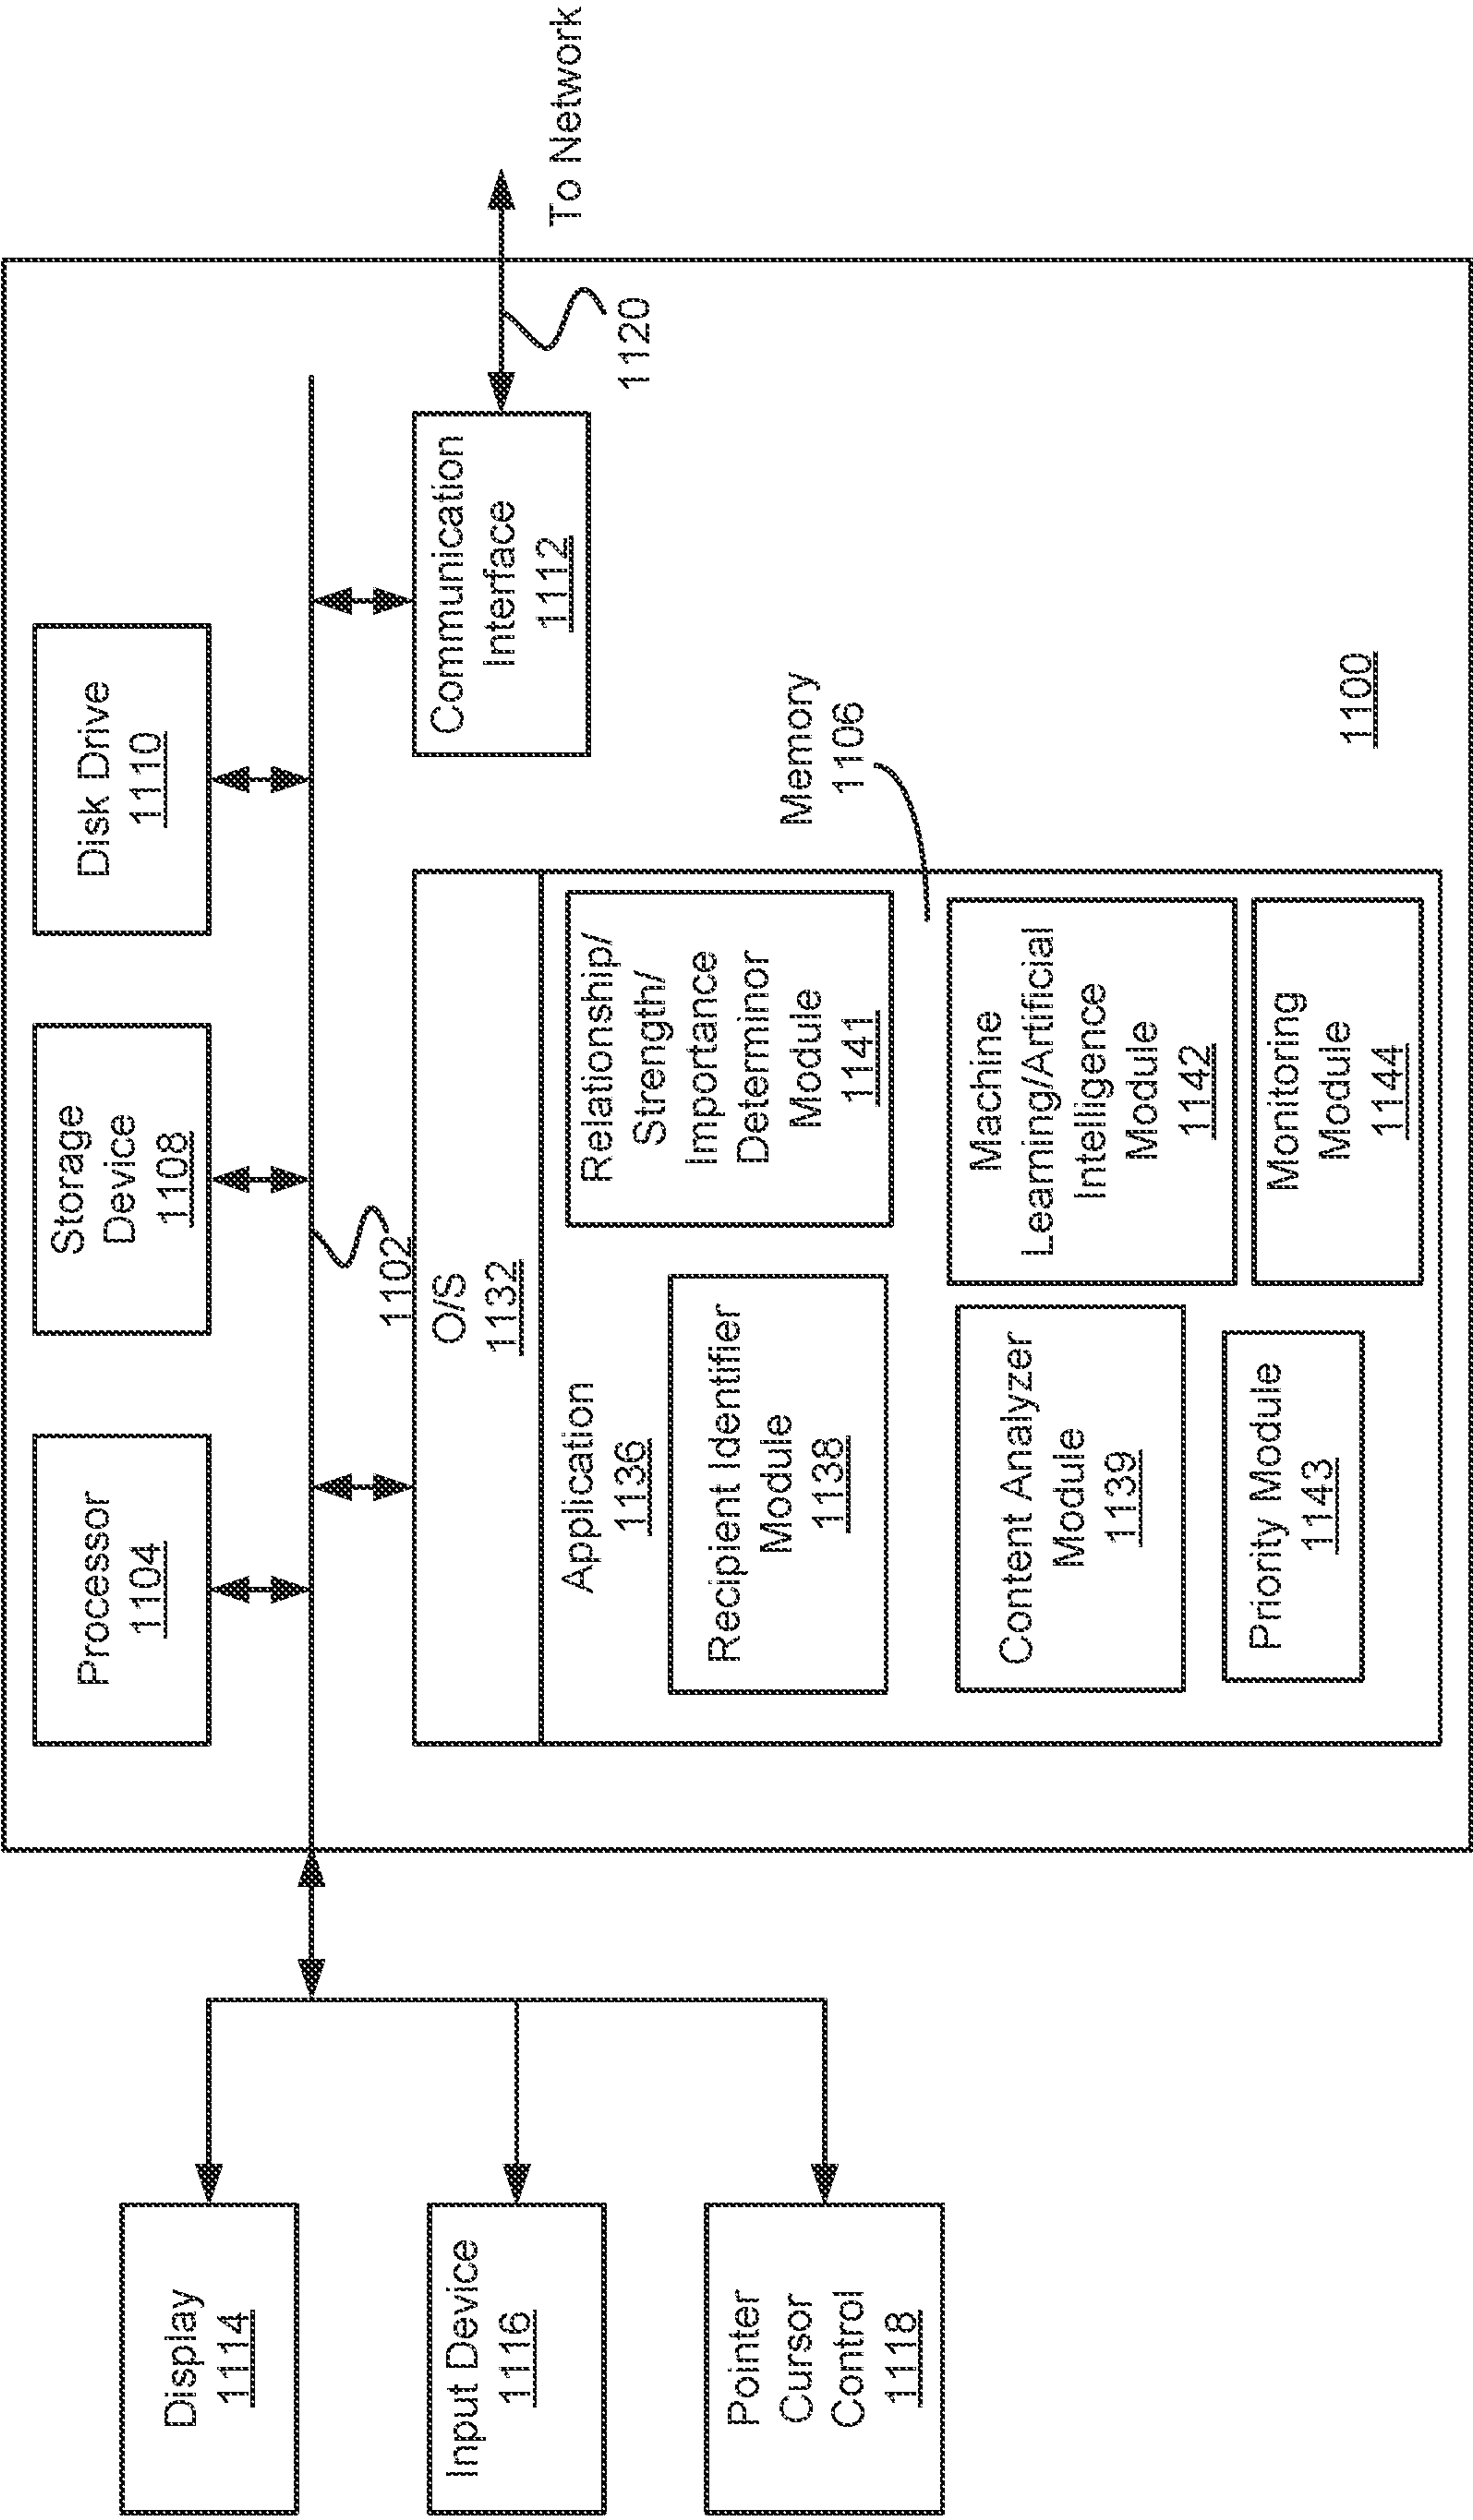 Display
1114
Input Device
1116
Pointer
Cursor
Control
1118
Processor
1104
Storage
Device
1108
Disk Drive
1110
1102
O/S
1132
Application
1136
Recipient Identifier
Module
1138
Relationship/
Strength/
Importance
Determinor
Module
1141
Content Analyzer
Module
1139
Machine
Learning/Artificial
Intelligence
Module
1142
Priority Module
1143
Monitoring
Module
1144
Memory
1106
Communication
Interface
1112
1120
To Network
1100